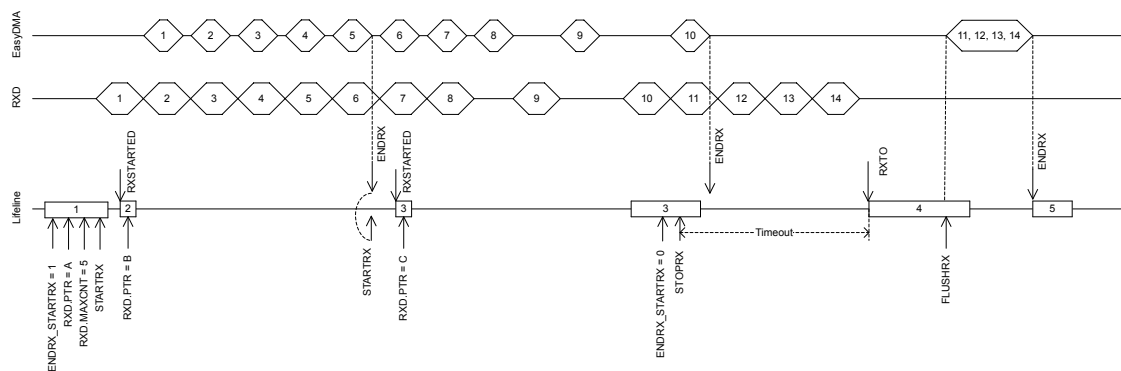 EasyDMA
1
2
3
4
5
6
7
8
9
10
11, 12, 13, 14
RXD
1
2
3
4
5
6
7
8
9
10
11
12
13
14
RXSTARTED
ENDRX
RXSTARTED
ENDRX
RXTO
ENDRX
Lifeline
1
2
3
3
4
5
Timeout
ENDRX_STARTRX = 1
RXD.PTR = A
RXD.MAXCNT = 5
STARTRX
RXD.PTR = B
STARTRX
RXD.PTR = C
ENDRX_STARTRX = 0
STOPRX
FLUSHRX